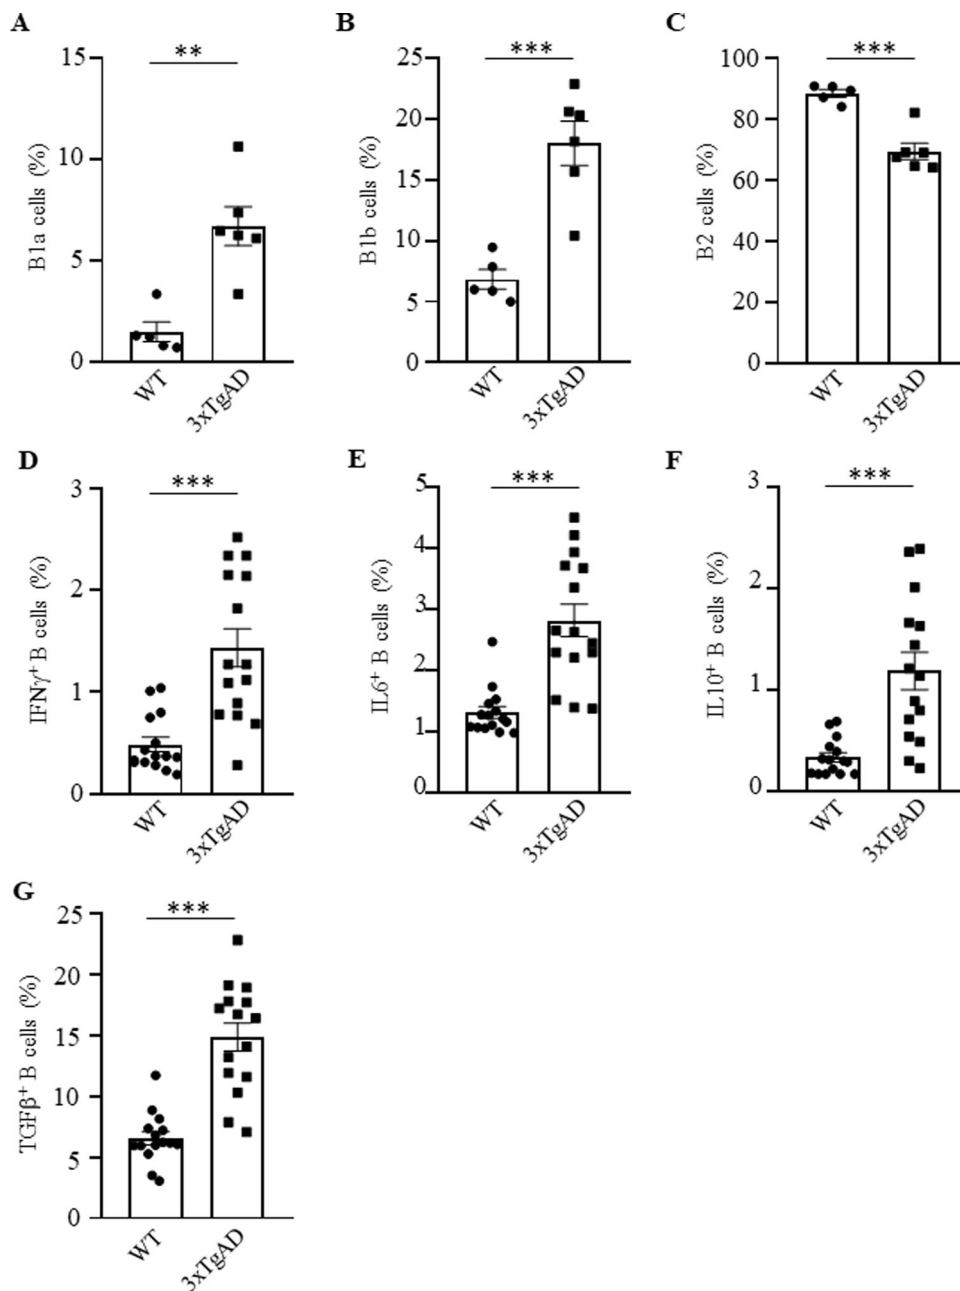 A
B1a cells (%)
15
10
5
0
**
WT
3xTgAD
B
B1b cells (%)
25
20
15
10
5
0
***
WT
3xTgAD
C
B2 cells (%)
100
80
60
40
20
0
***
WT
3xTgAD
D
IFNγ⁺ B cells (%)
3
2
1
0
***
WT
3xTgAD
E
IL6⁺ B cells (%)
5
4
3
2
1
0
***
WT
3xTgAD
F
IL10⁺ B cells (%)
3
2
1
0
***
WT
3xTgAD
G
TGFβ⁺ B cells (%)
25
20
15
10
5
0
***
WT
3xTgAD